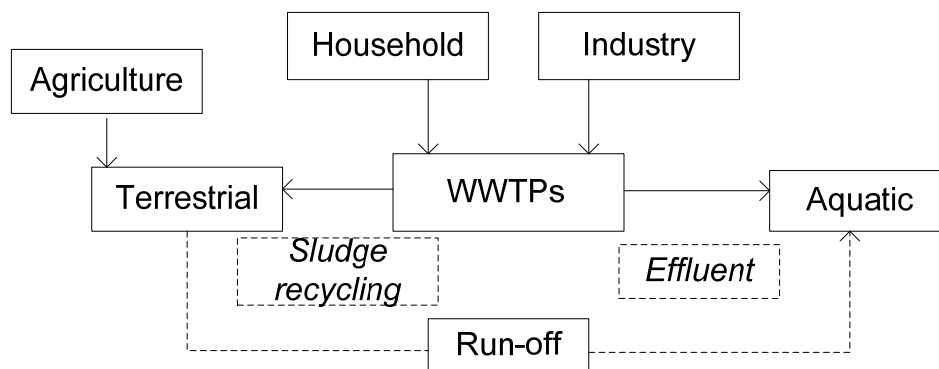 Household
Industry
Agriculture
Terrestrial
WWTPs
Aquatic
Sludge
recycling
Effluent
Run-off